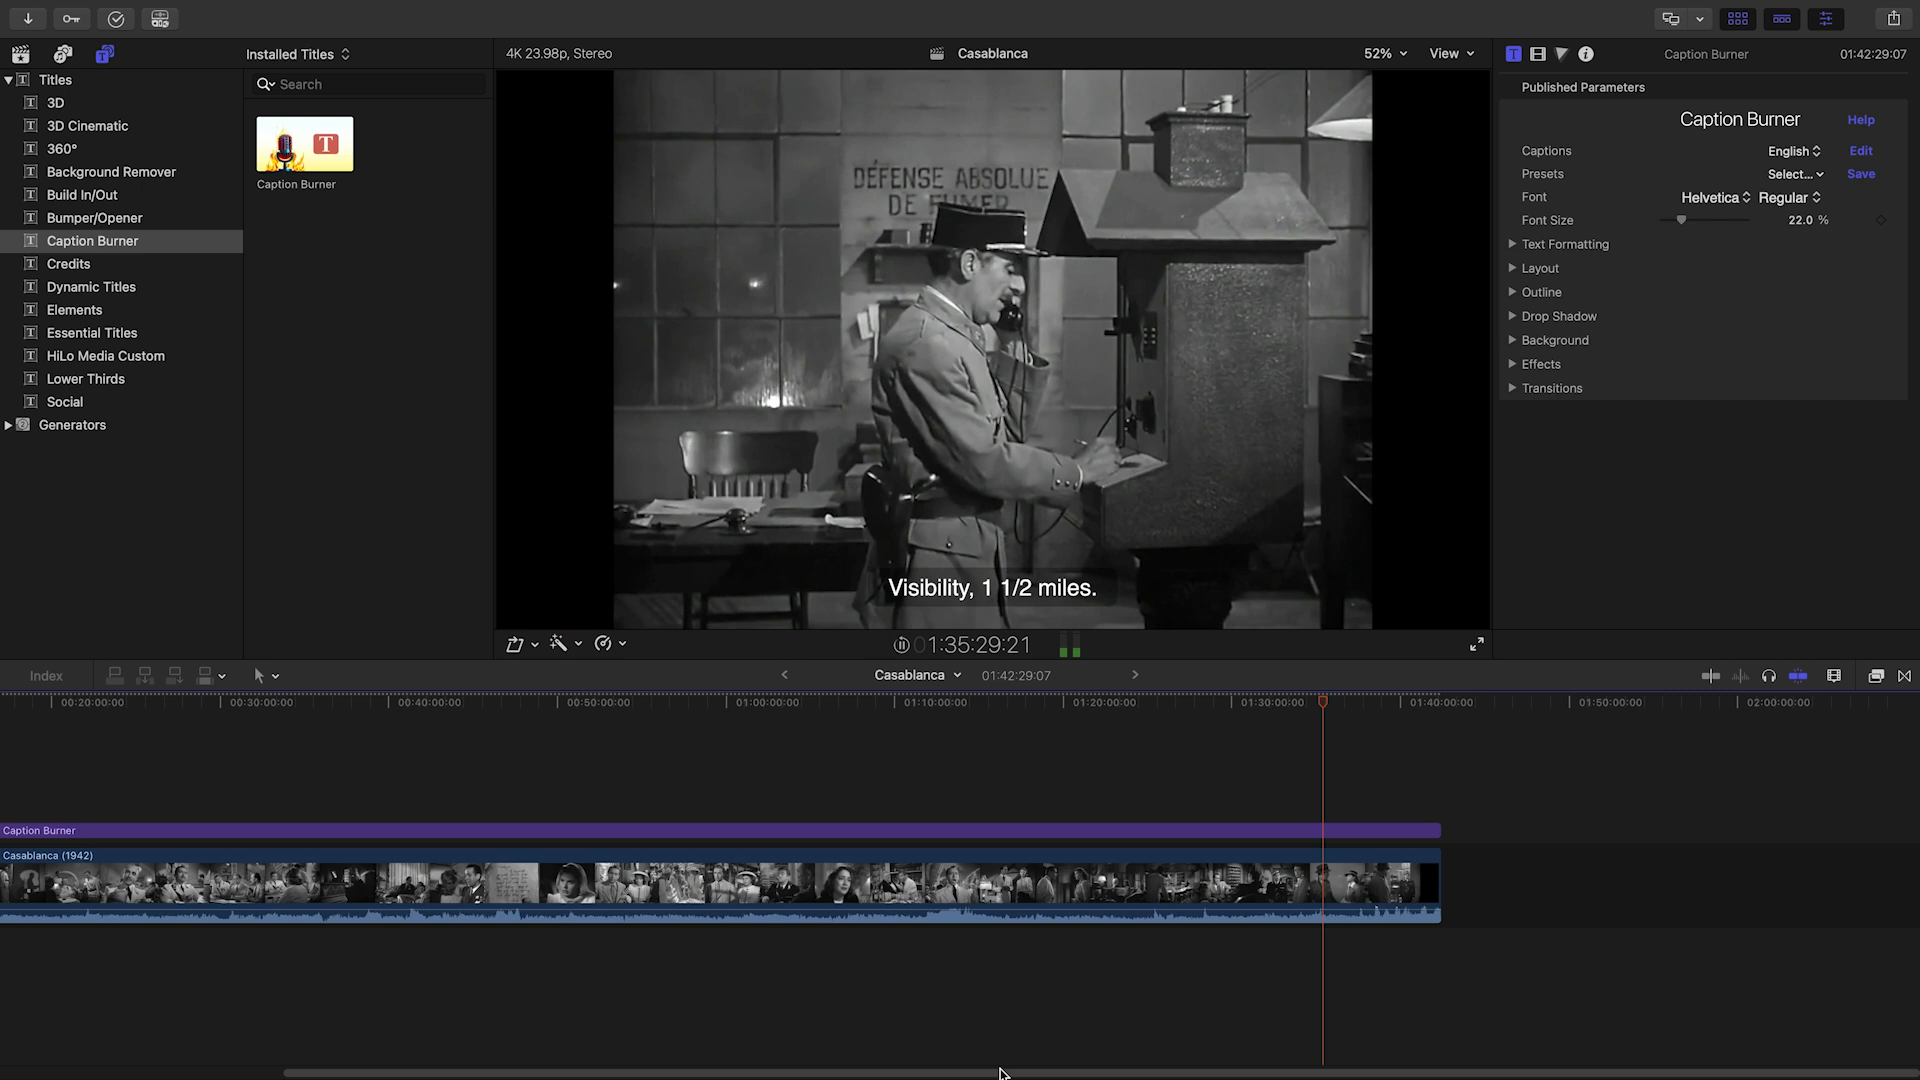 Installed Titles
4K 23.98p, Stereo
Casablanca
52%
View
Caption Burner
01:42:29:07
Titles
3D
3D Cinematic
360°
Background Remover
Build In/Out
Bumper/Opener
Caption Burner
Credits
Dynamic Titles
Elements
Essential Titles
HiLo Media Custom
Lower Thirds
Social
Generators
Search
T
Caption Burner
DÉFENSE ABSOLUE
DE FUMER
Visibility, 1 1/2 miles.
01:35:29:21
Published Parameters
Caption Burner
Help
Captions
English
Edit
Presets
Select...
Save
Font
Helvetica
Regular
Font Size
22.0 %
Text Formatting
Layout
Outline
Drop Shadow
Background
Effects
Transitions
Index
Casablanca
01:42:29:07
00:20:00:00
00:30:00:00
00:40:00:00
00:50:00:00
01:00:00:00
01:10:00:00
01:20:00:00
01:30:00:00
01:40:00:00
01:50:00:00
02:00:00:00
Caption Burner
Casablanca (1942)